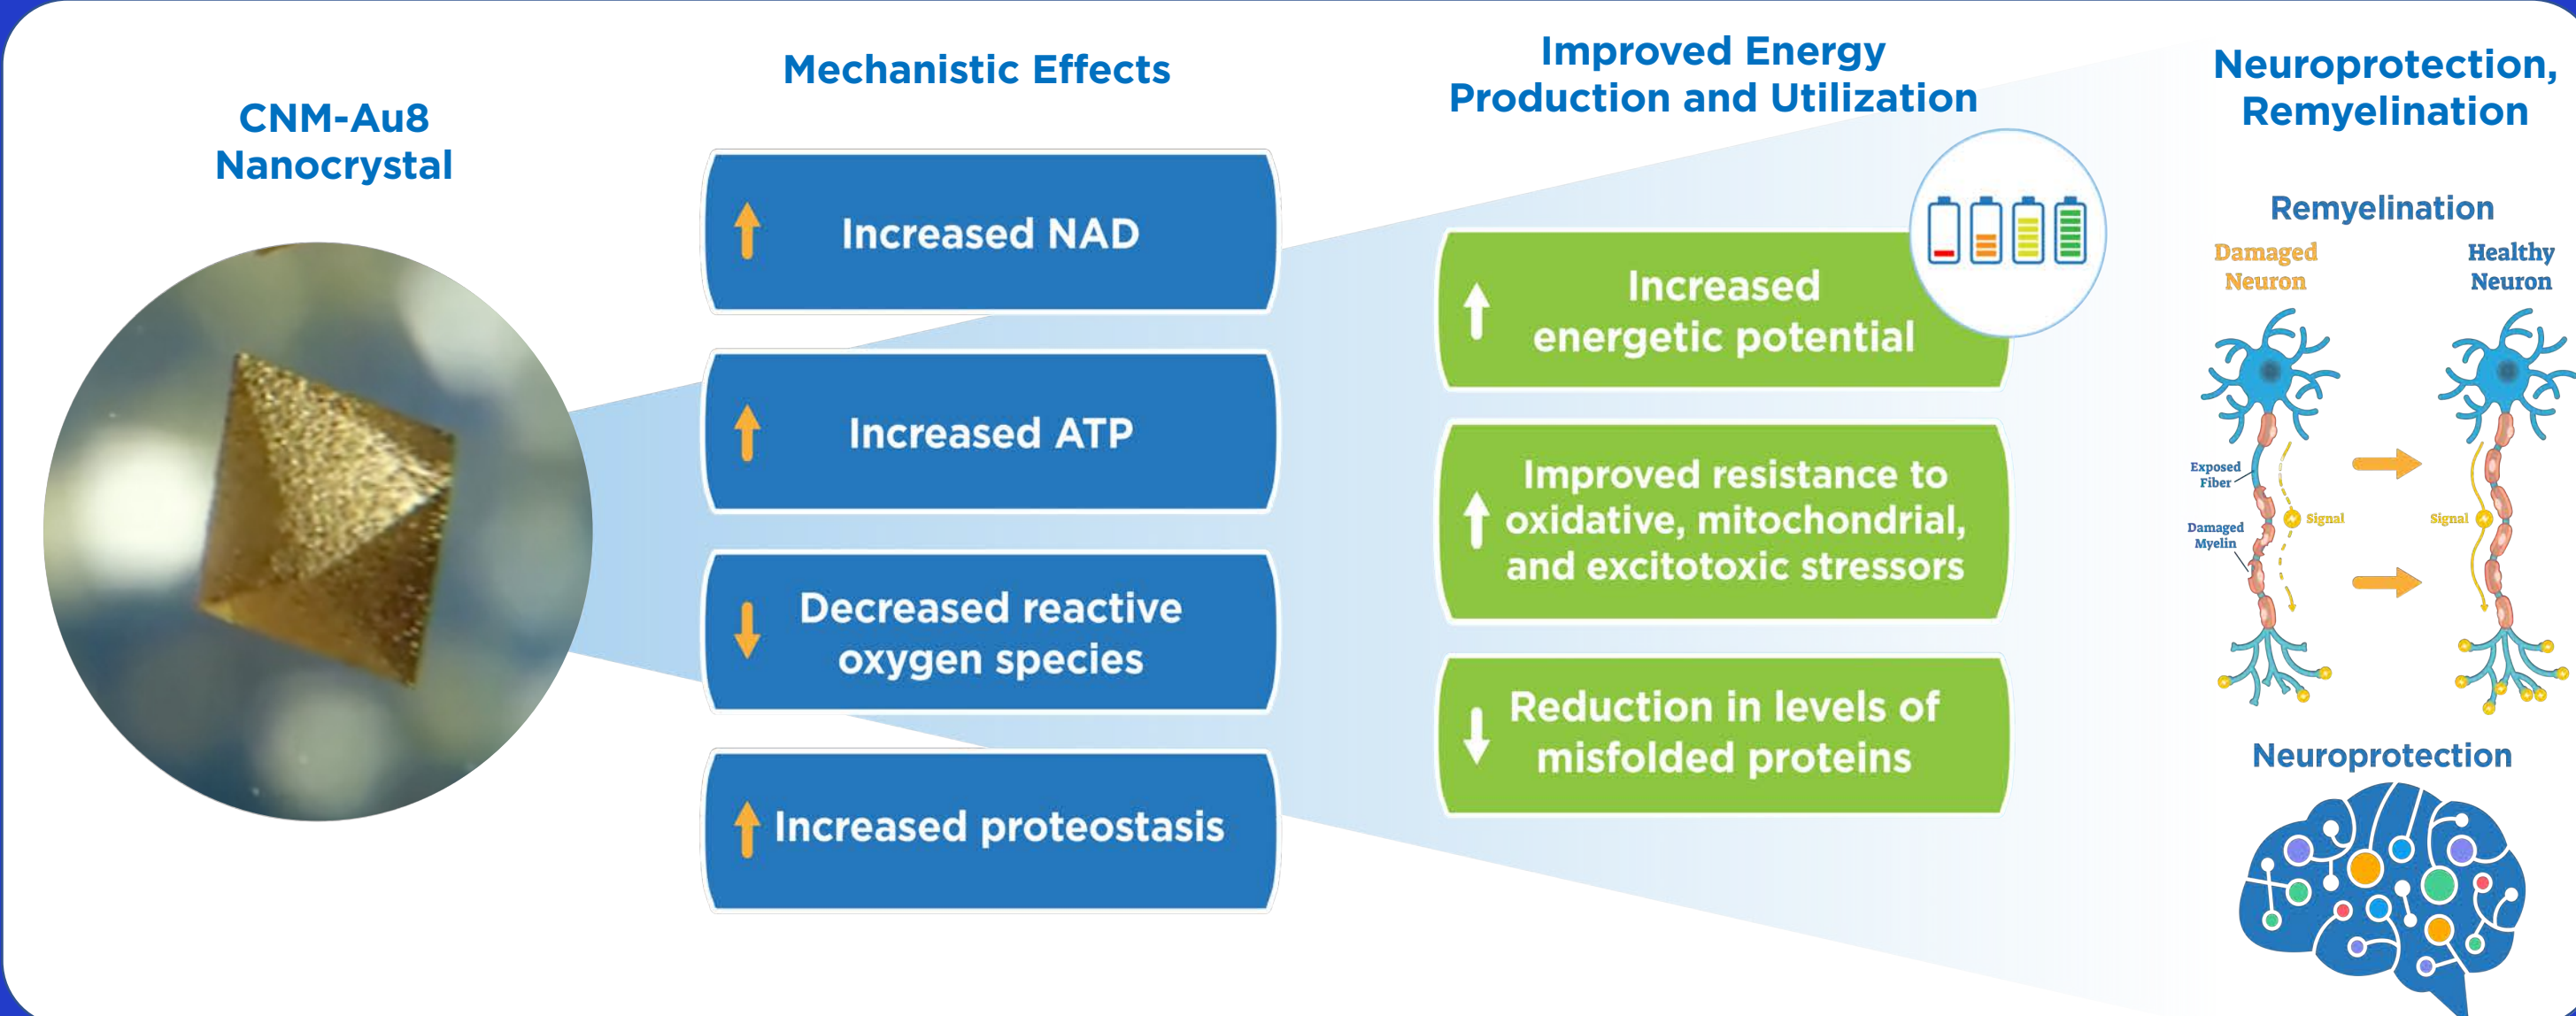 CNM-Au8
Nanocrystal
Mechanistic Effects
Increased NAD
Increased ATP
Decreased reactive
oxygen species
Increased proteostasis
Improved Energy
Production and Utilization
Increased
energetic potential
Improved resistance to
oxidative, mitochondrial,
and excitotoxic stressors
Reduction in levels of
misfolded proteins
Neuroprotection,
Remyelination
Remyelination
Damaged
Neuron
Healthy
Neuron
Exposed
Fiber
Signal
Signal
Damaged
Myelin
Neuroprotection